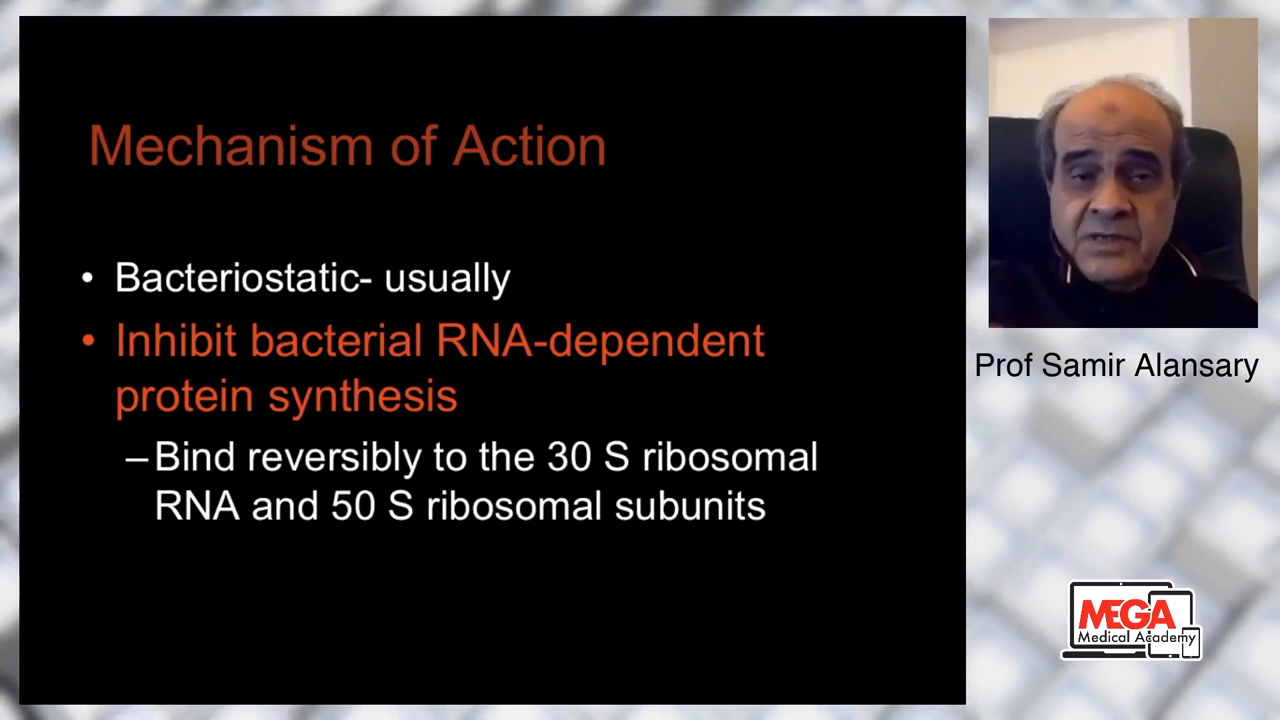 Mechanism of Action
• Bacteriostatic- usually
• Inhibit bacterial RNA-dependent
protein synthesis
– Bind reversibly to the 30 S ribosomal
RNA and 50 S ribosomal subunits
Prof Samir Alansary
MEGA
Medical Academy